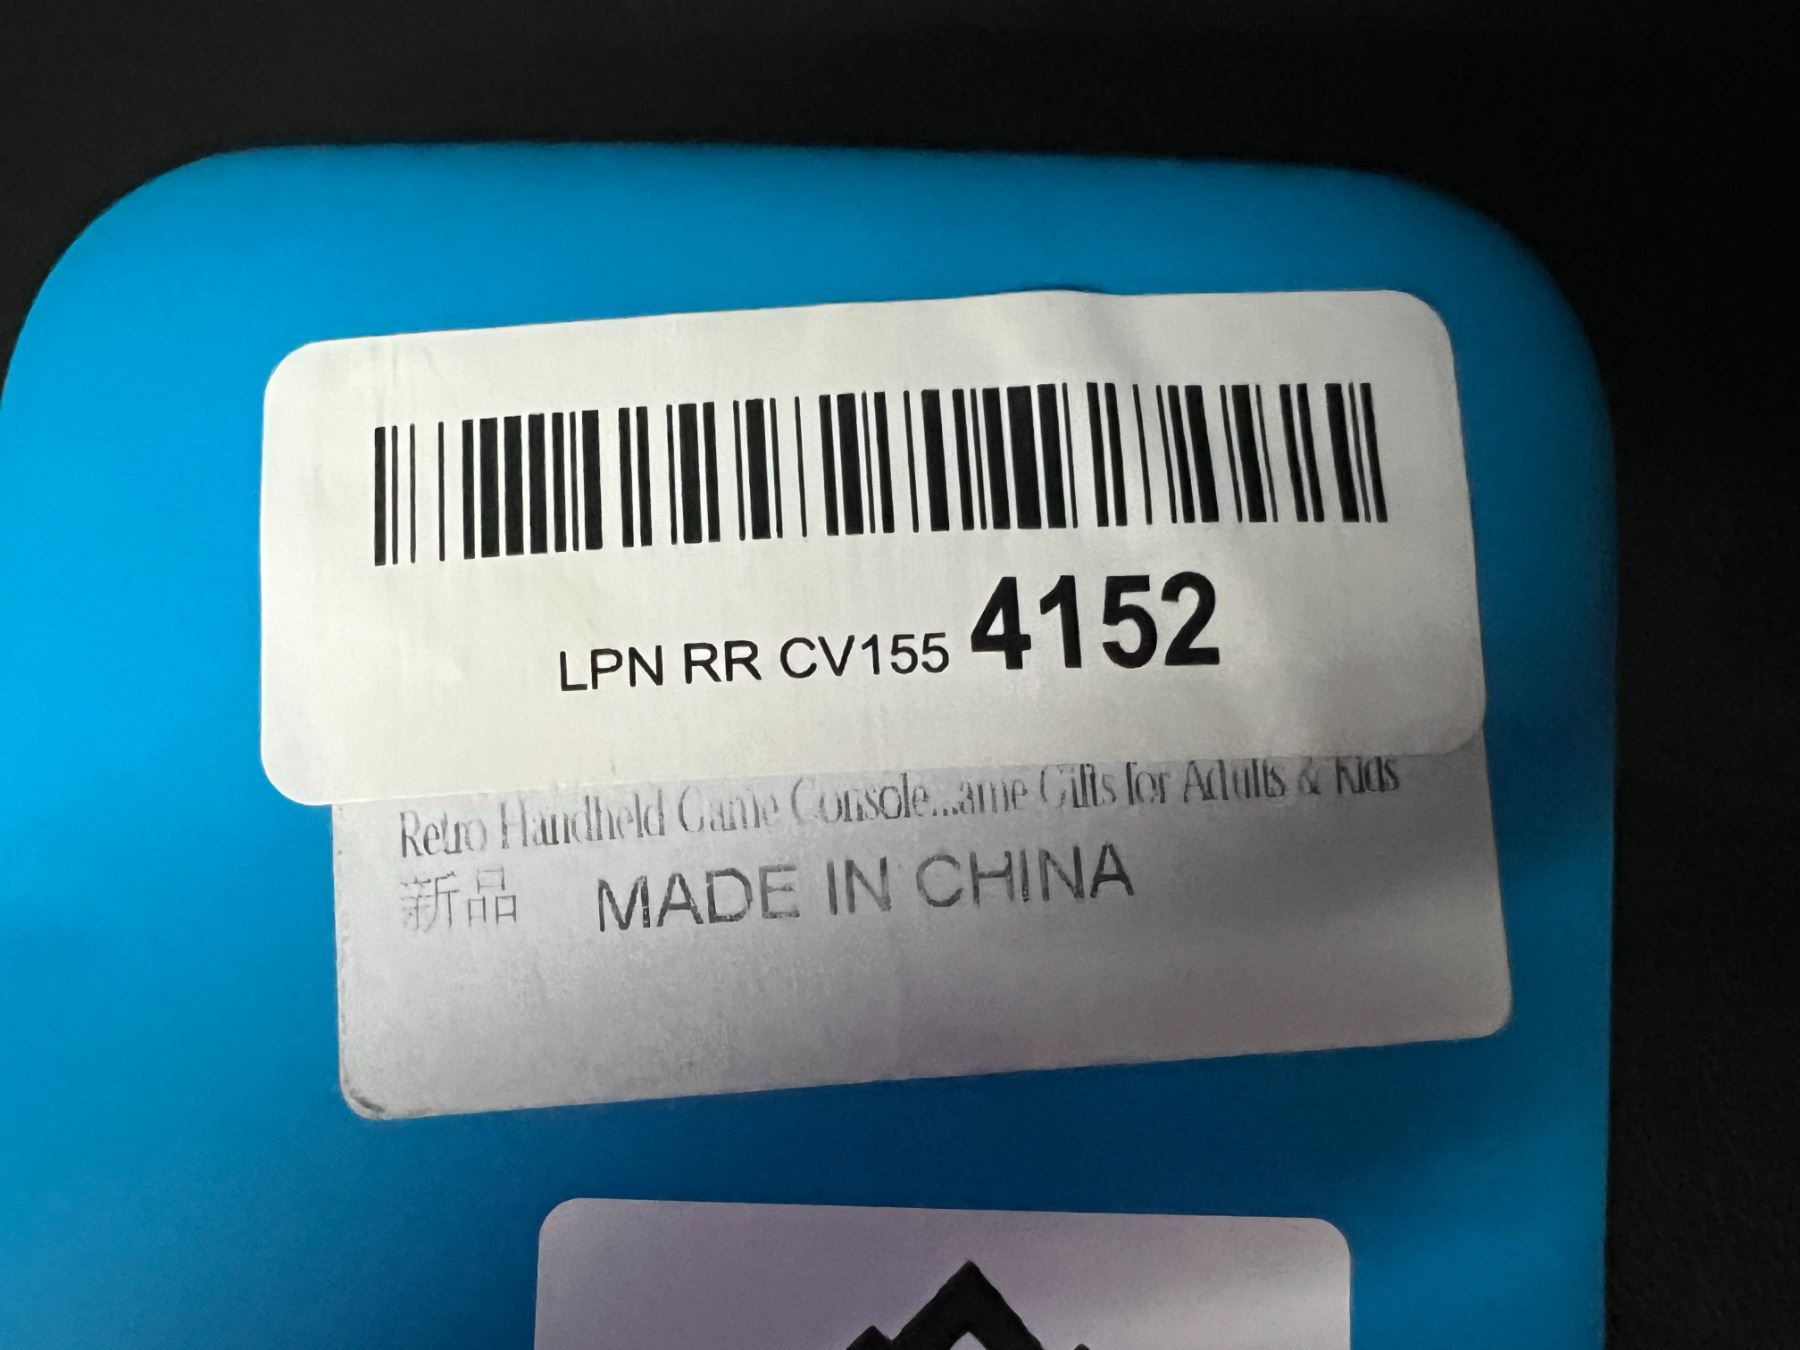 LPN RR CV155 4152
Retro Handheld Game Console...ame Gifts for Adults & Kids
新品 MADE IN CHINA